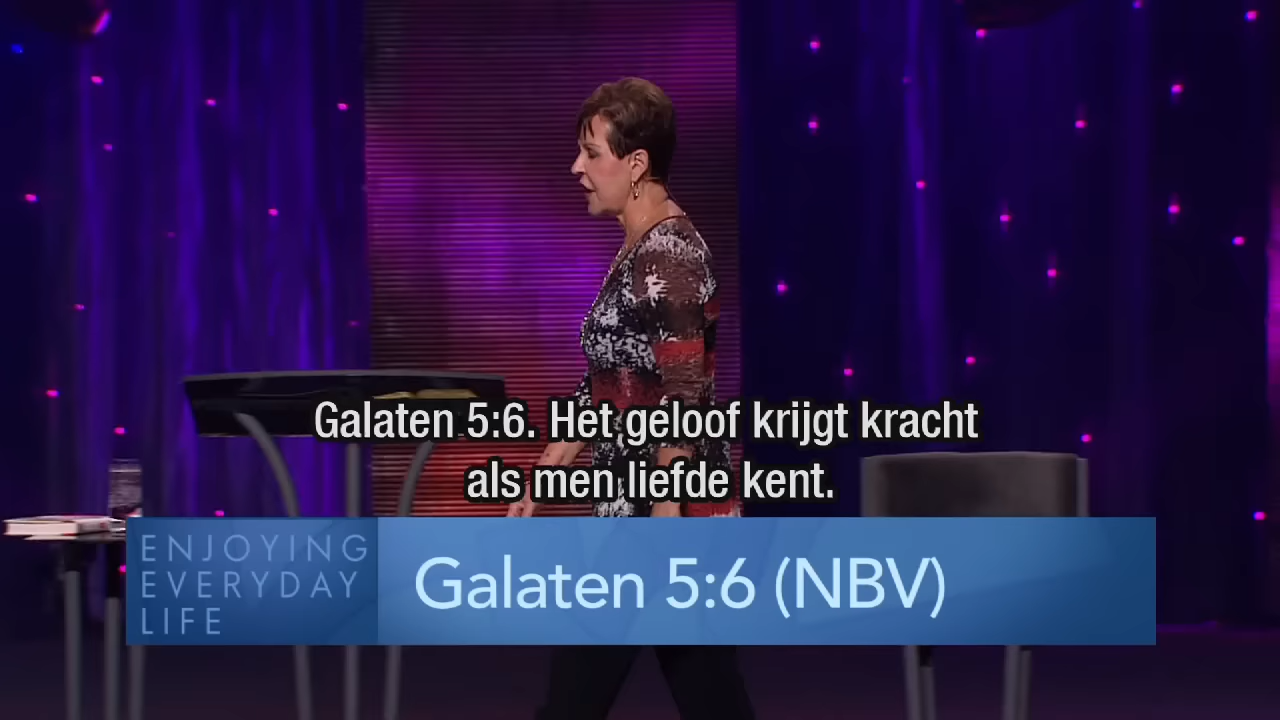 Galaten 5:6. Het geloof krijgt kracht
als men liefde kent.
ENJOYING
EVERYDAY
LIFE
Galaten 5:6 (NBV)